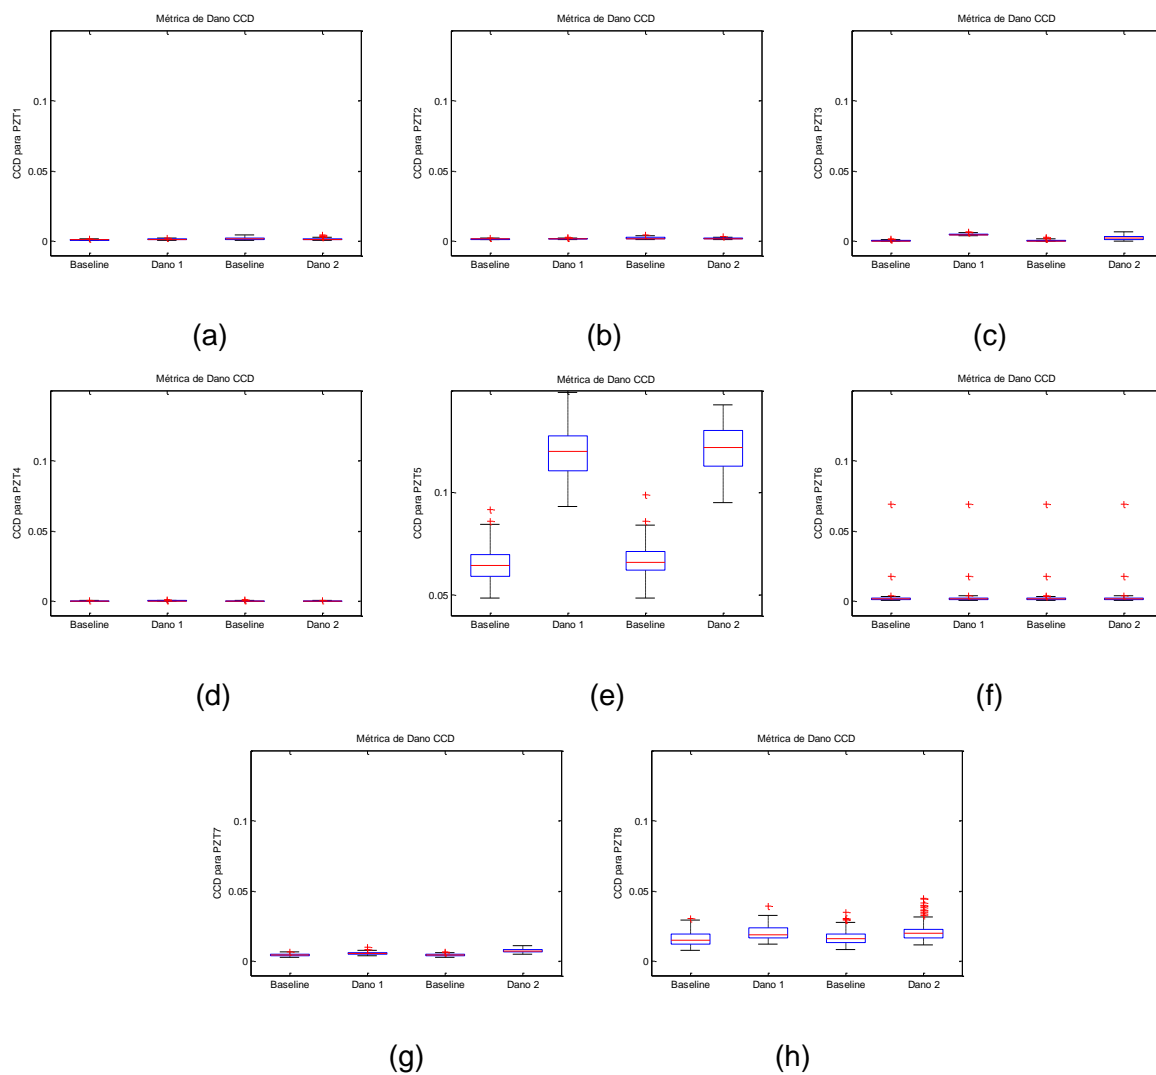 Métrica de Dano CCD
CCD para PZT1
0.1
0.05
0
Baseline Dano 1 Baseline Dano 2
(a)
Métrica de Dano CCD
CCD para PZT2
0.1
0.05
0
Baseline Dano 1 Baseline Dano 2
(b)
Métrica de Dano CCD
CCD para PZT3
0.1
0.05
0
Baseline Dano 1 Baseline Dano 2
(c)
Métrica de Dano CCD
CCD para PZT4
0.1
0.05
0
Baseline Dano 1 Baseline Dano 2
(d)
Métrica de Dano CCD
CCD para PZT5
0.1
0.05
Baseline Dano 1 Baseline Dano 2
(e)
Métrica de Dano CCD
CCD para PZT6
0.1
0.05
0
Baseline Dano 1 Baseline Dano 2
(f)
Métrica de Dano CCD
CCD para PZT7
0.1
0.05
0
Baseline Dano 1 Baseline Dano 2
(g)
Métrica de Dano CCD
CCD para PZT8
0.1
0.05
0
Baseline Dano 1 Baseline Dano 2
(h)